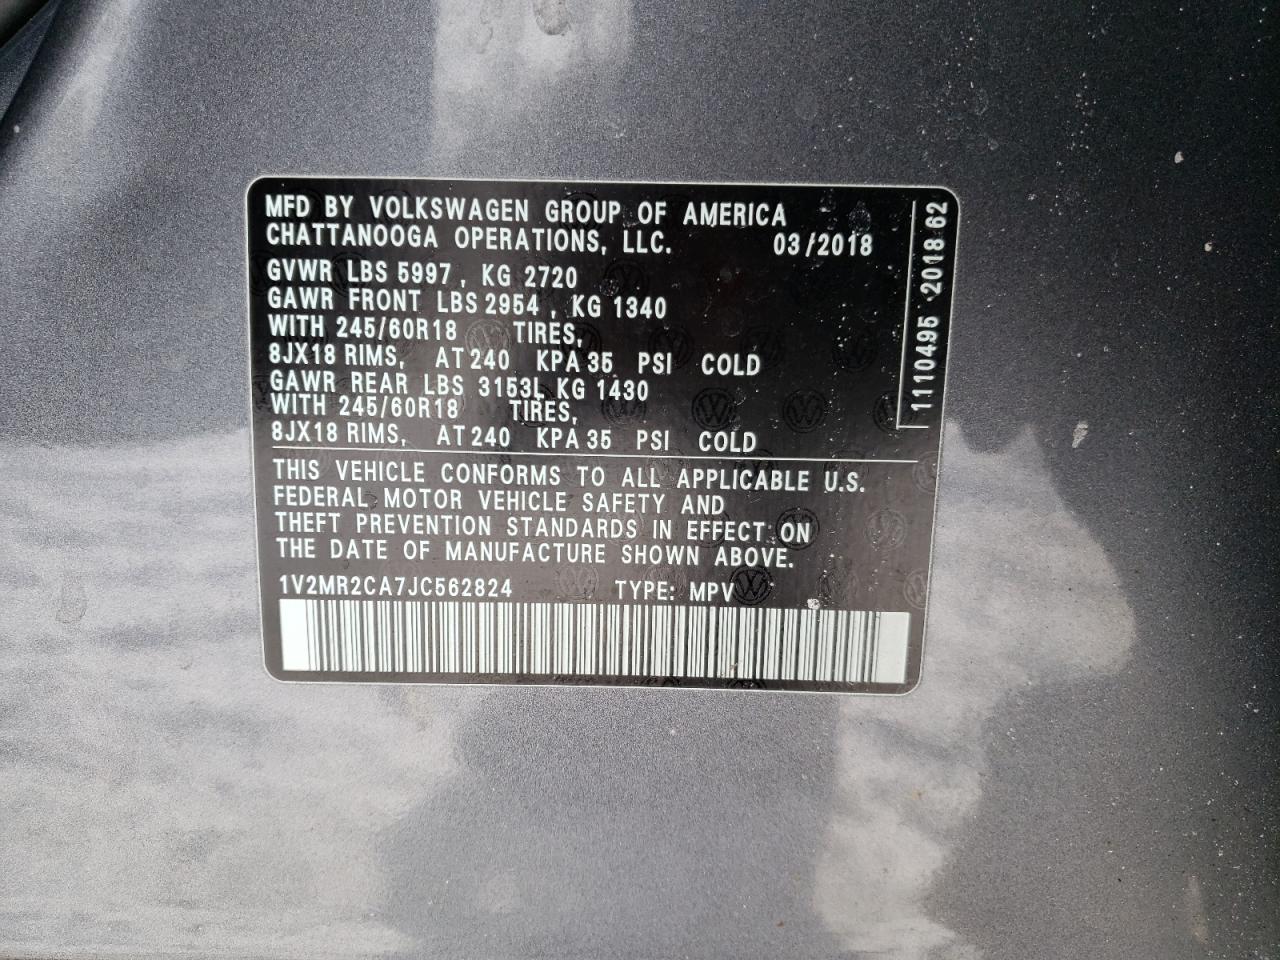 MFD BY VOLKSWAGEN GROUP OF AMERICA
CHATTANOOGA OPERATIONS, LLC. 03/2018
GVWR LBS 5997, KG 2720
GAWR FRONT LBS 2954, KG 1340
WITH 245/60R18 TIRES,
8JX18 RIMS, AT 240 KPA 35 PSI COLD
GAWR REAR LBS 3153L KG 1430
WITH 245/60R18 TIRES,
8JX18 RIMS, AT 240 KPA 35 PSI COLD
THIS VEHICLE CONFORMS TO ALL APPLICABLE U.S.
FEDERAL MOTOR VEHICLE SAFETY AND
THEFT PREVENTION STANDARDS IN EFFECT ON
THE DATE OF MANUFACTURE SHOWN ABOVE.
1V2MR2CA7JC562824 TYPE: MPV
1110495 2018 62